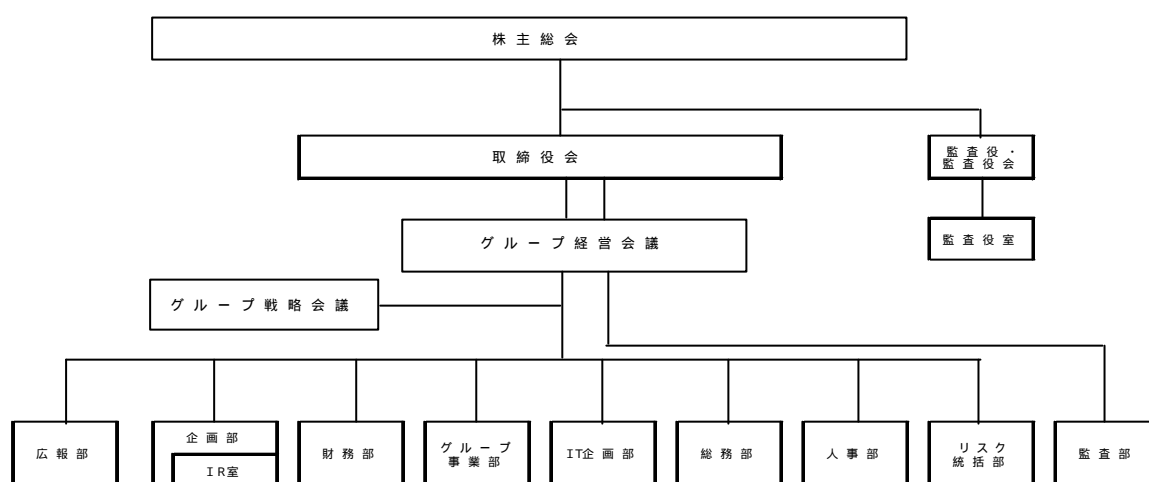 株主総会
取締役会
監査役・
監査役会
グループ経営会議
監査役室
グループ戦略会議
広報部
企画部
IR室
財務部
グループ
事業部
IT企画部
総務部
人事部
リスク
統括部
監査部